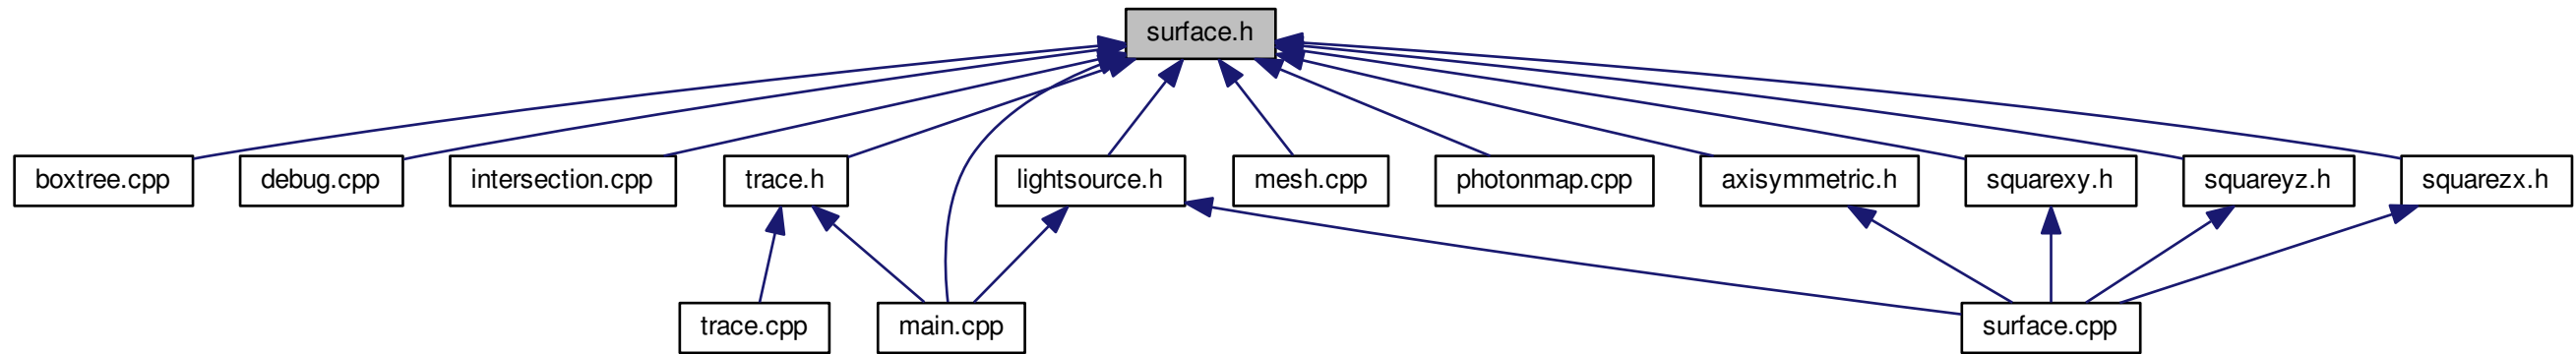 surface.h
boxtree.cpp
debug.cpp
intersection.cpp
trace.h
lightsource.h
mesh.cpp
photonmap.cpp
axisymmetric.h
squarexy.h
squareyz.h
squarezx.h
trace.cpp
main.cpp
surface.cpp